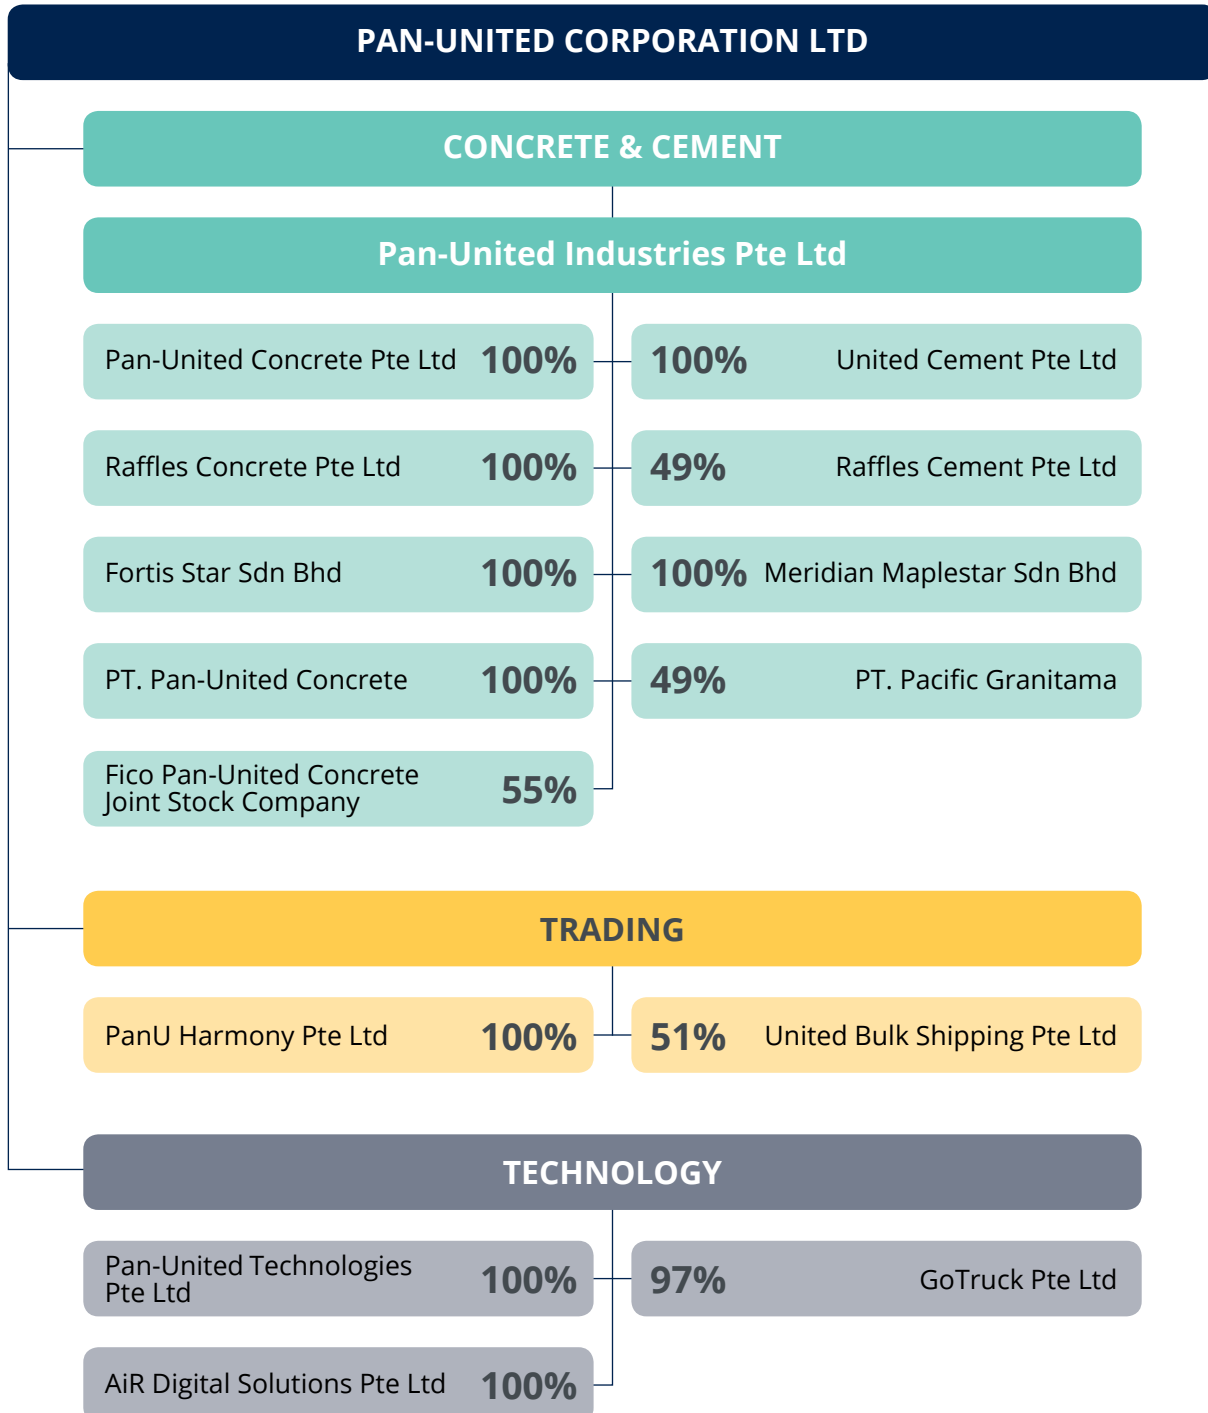 PAN-UNITED CORPORATION LTD
CONCRETE & CEMENT
Pan-United Industries Pte Ltd
Pan-United Concrete Pte Ltd 100%
100% United Cement Pte Ltd
Raffles Concrete Pte Ltd 100%
49% Raffles Cement Pte Ltd
Fortis Star Sdn Bhd 100%
100% Meridian Maplestar Sdn Bhd
PT. Pan-United Concrete 100%
49% PT. Pacific Granitama
Fico Pan-United Concrete
Joint Stock Company 55%
TRADING
PanU Harmony Pte Ltd 100%
51% United Bulk Shipping Pte Ltd
TECHNOLOGY
Pan-United Technologies
Pte Ltd 100%
97% GoTruck Pte Ltd
AiR Digital Solutions Pte Ltd 100%